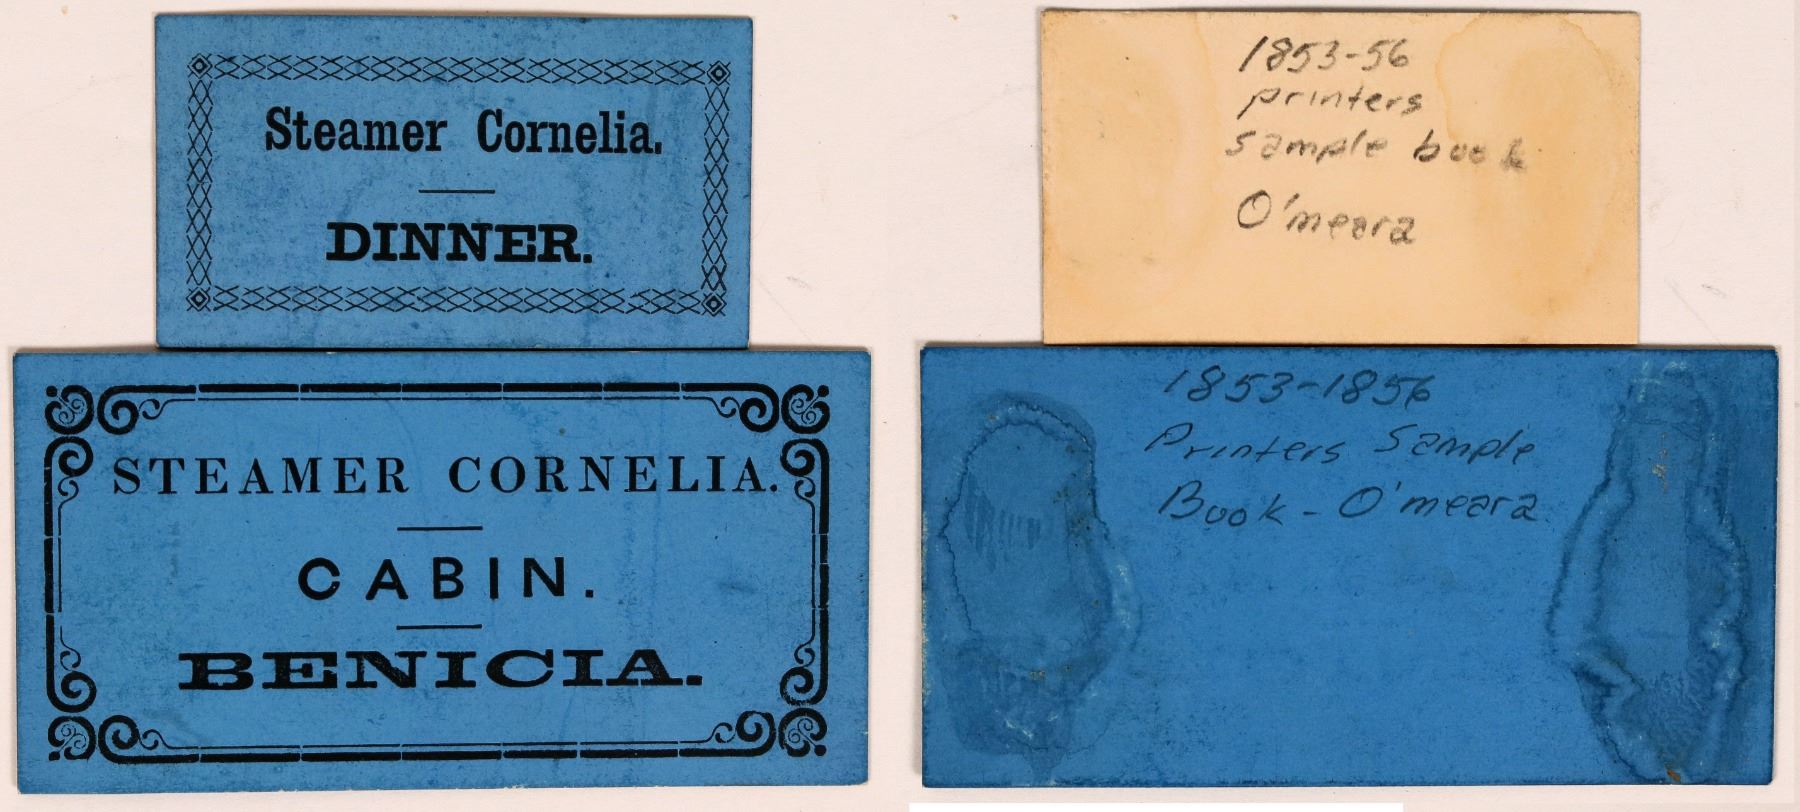 Steamer Cornelia.
DINNER.
STEAMER CORNELIA.
CABIN.
BENICIA.
1853-56
printers
sample book
O'meara
1853-1856
Printers Sample
Book - O'meara